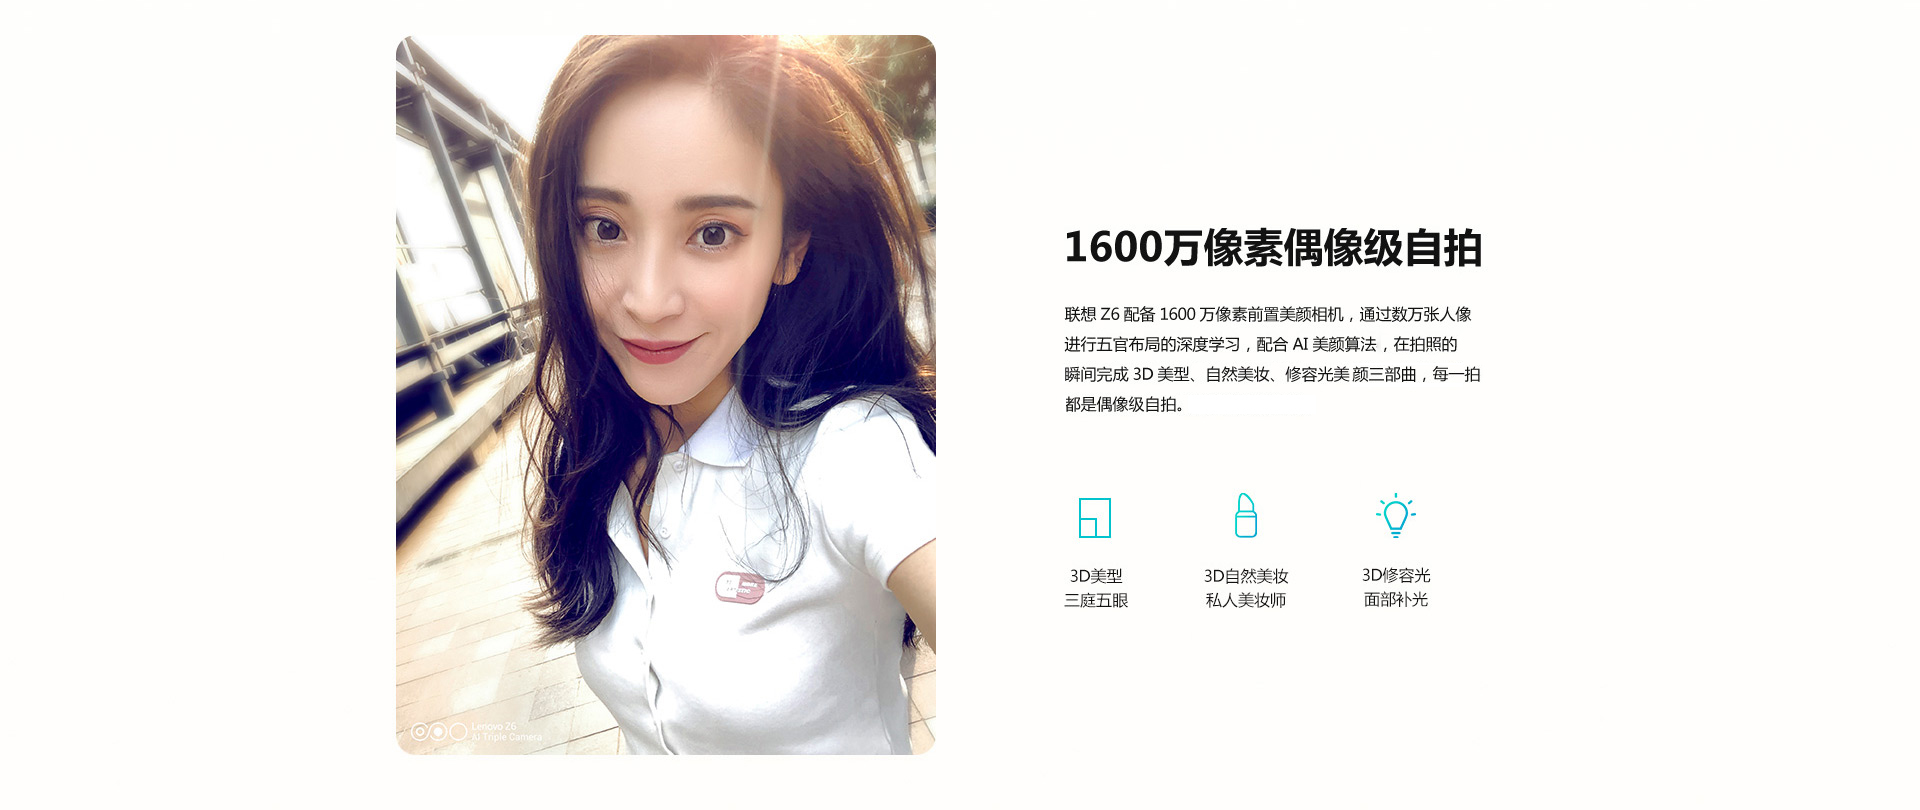 1600万像素偶像级自拍
联想 Z6 配备 1600 万像素前置美颜相机，通过数万张人像
进行五官布局的深度学习，配合 AI 美颜算法，在拍照的
瞬间完成 3D 美型、自然美妆、修容光美 颜三部曲，每一拍
都是偶像级自拍。
3D美型
三庭五眼
3D自然美妆
私人美妆师
3D修容光
面部补光
Lenovo Z6
AI Triple Camera